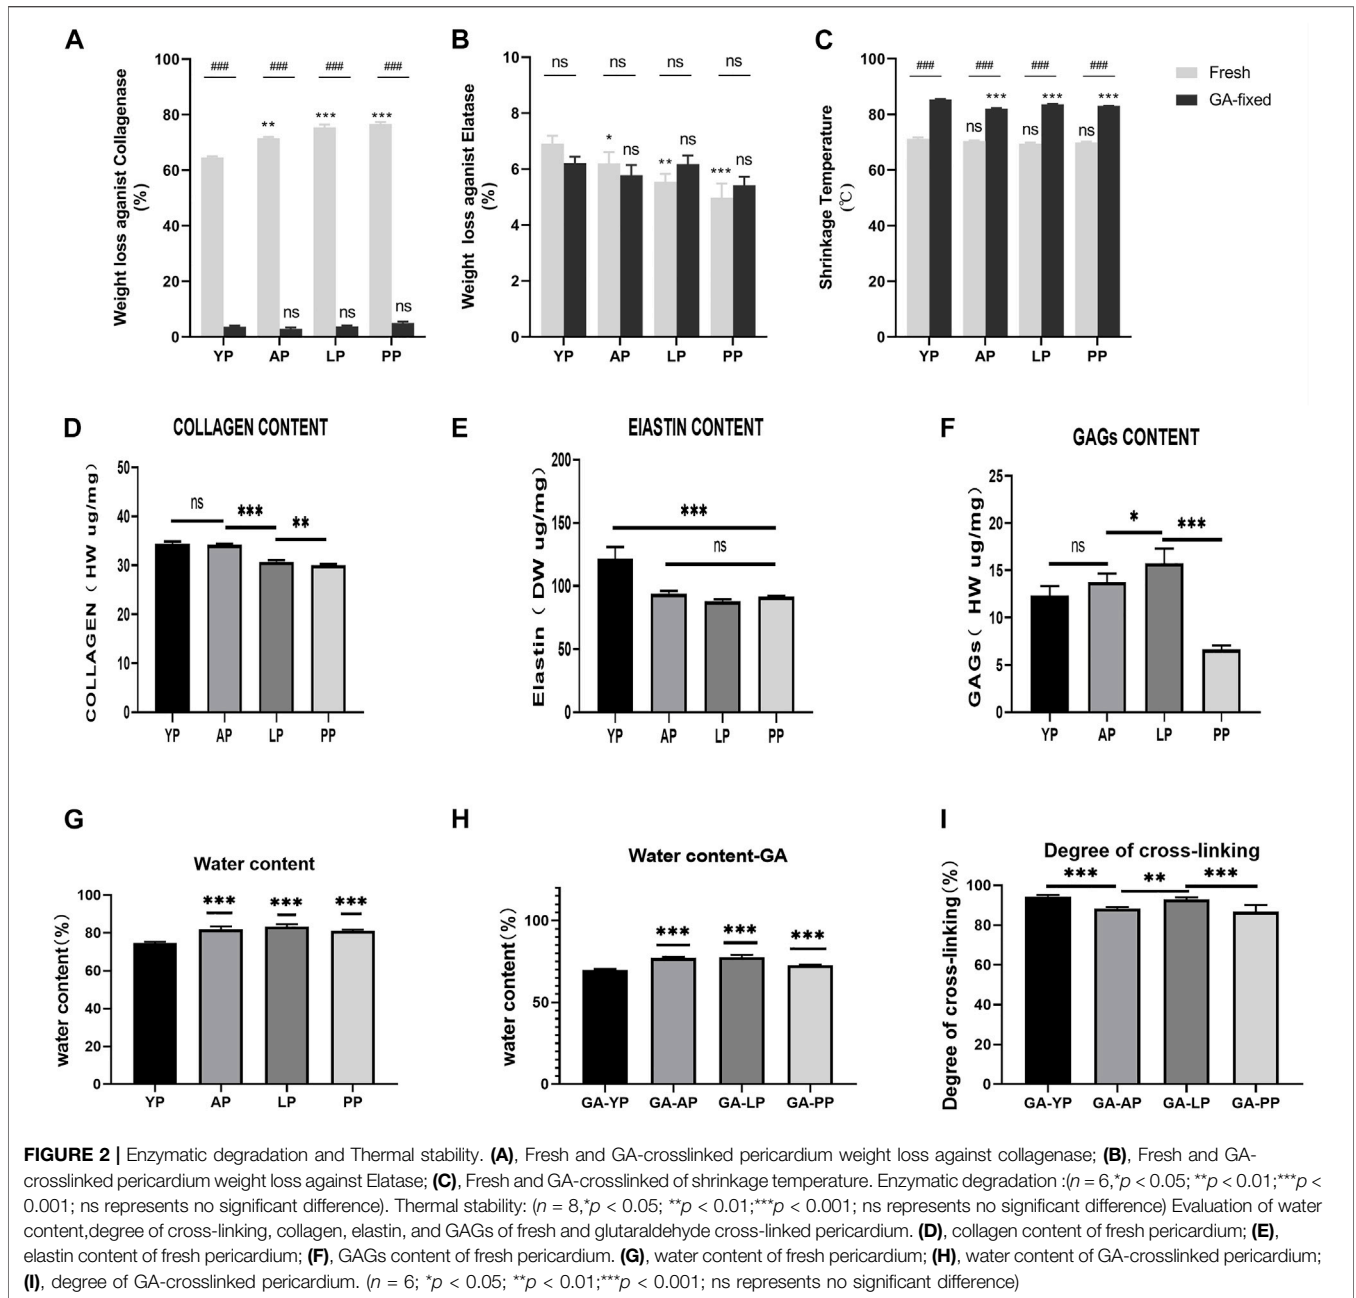 A
Weight loss aganist Collagenase
(%)
100
80
60
40
20
0
###
###
###
###
**
***
***
ns
ns
ns
YP
AP
LP
PP
B
Weight loss aganist Elatase
(%)
10
8
6
4
2
0
ns
ns
ns
ns
*
ns
**
ns
***
ns
YP
AP
LP
PP
C
Shrinkage Temperature
(℃)
100
80
60
40
20
0
###
###
###
###
ns
***
ns
***
ns
***
YP
AP
LP
PP
Fresh
GA-fixed
D
COLLAGEN CONTENT
COLLAGEN ( HW ug/mg)
50
40
30
20
10
0
ns
***
**
YP
AP
LP
PP
E
ElASTIN CONTENT
Elastin ( DW ug/mg)
200
150
100
50
0
***
ns
YP
AP
LP
PP
F
GAGs CONTENT
GAGs( HW ug/mg)
25
20
15
10
5
0
ns
*
***
YP
AP
LP
PP
G
Water content
water content(%)
100
80
60
40
20
0
***
***
***
YP
AP
LP
PP
H
Water content-GA
water content(%)
100
50
0
***
***
***
GA-YP
GA-AP
GA-LP
GA-PP
I
Degree of cross-linking
Degree of cross-linking(%)
100
80
60
40
20
0
***
**
***
GA-YP
GA-AP
GA-LP
GA-PP
FIGURE 2 | Enzymatic degradation and Thermal stability. (A), Fresh and GA-crosslinked pericardium weight loss against collagenase; (B), Fresh and GA-
crosslinked pericardium weight loss against Elatase; (C), Fresh and GA-crosslinked of shrinkage temperature. Enzymatic degradation :(n = 6,*p < 0.05; **p < 0.01;***p <
0.001; ns represents no significant difference). Thermal stability: (n = 8,*p < 0.05; **p < 0.01;***p < 0.001; ns represents no significant difference) Evaluation of water
content,degree of cross-linking, collagen, elastin, and GAGs of fresh and glutaraldehyde cross-linked pericardium. (D), collagen content of fresh pericardium; (E),
elastin content of fresh pericardium; (F), GAGs content of fresh pericardium. (G), water content of fresh pericardium; (H), water content of GA-crosslinked pericardium;
(I), degree of GA-crosslinked pericardium. (n = 6; *p < 0.05; **p < 0.01;***p < 0.001; ns represents no significant difference)